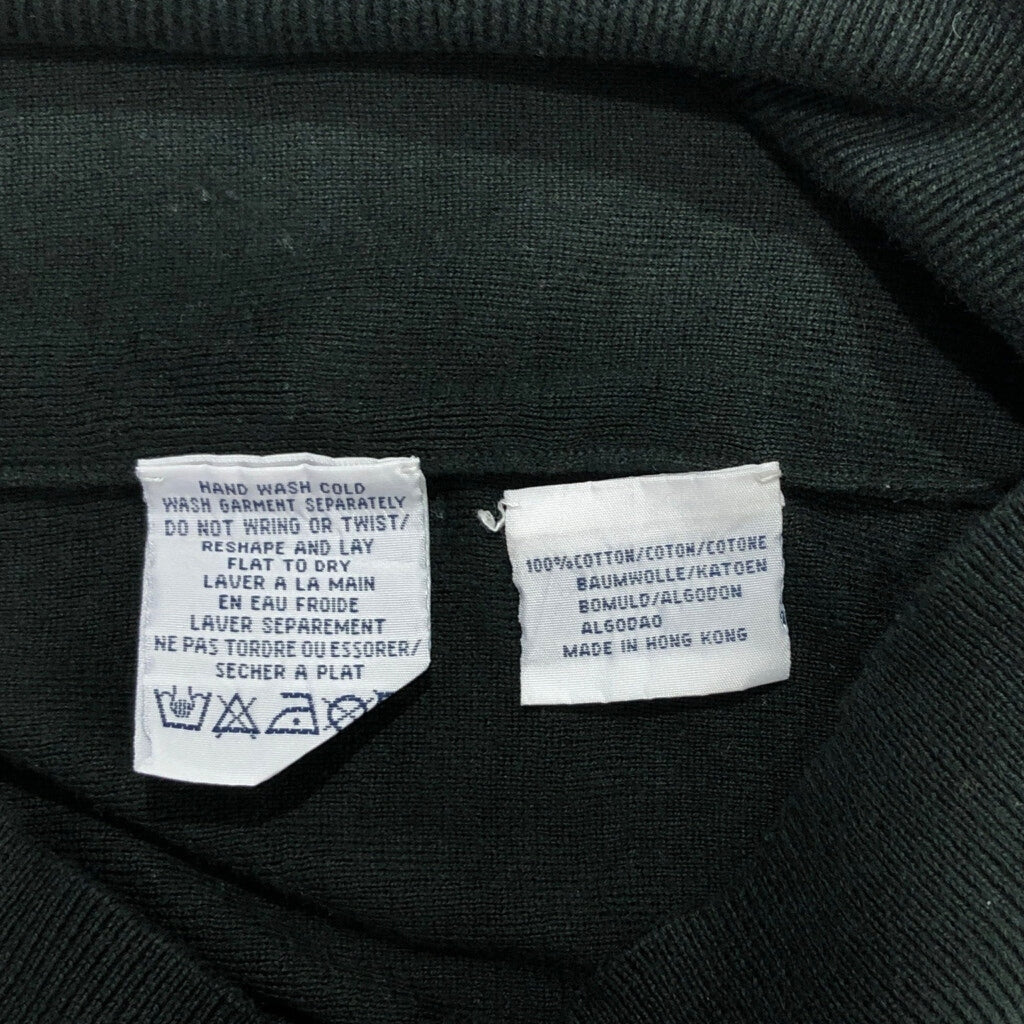 HAND WASH COLD
WASH GARMENT SEPARATELY
DO NOT WRING OR TWIST/
RESHAPE AND LAY
FLAT TO DRY
LAVER A LA MAIN
EN EAU FROIDE
LAVER SEPAREMENT
NE PAS TORDRE OU ESSORER/
SECHER A PLAT
100% COTTON/COTON/COTONE
BAUMWOLLE/KATOEN
BOMULD/ALGODON
ALGODAO
MADE IN HONG KONG